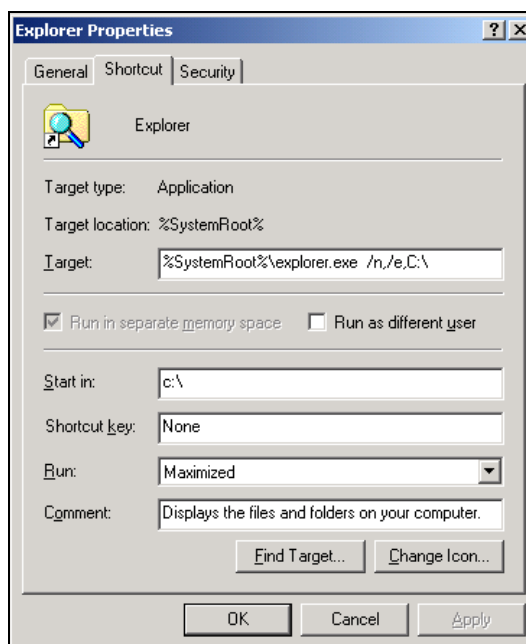 Explorer Properties
General Shortcut Security
Explorer
Target type: Application
Target location: %SystemRoot%
Target: %SystemRoot%\explorer.exe /n,/e,C:\
Run in separate memory space Run as different user
Start in: c:\
Shortcut key: None
Run: Maximized
Comment: Displays the files and folders on your computer.
Find Target... Change Icon...
OK Cancel Apply